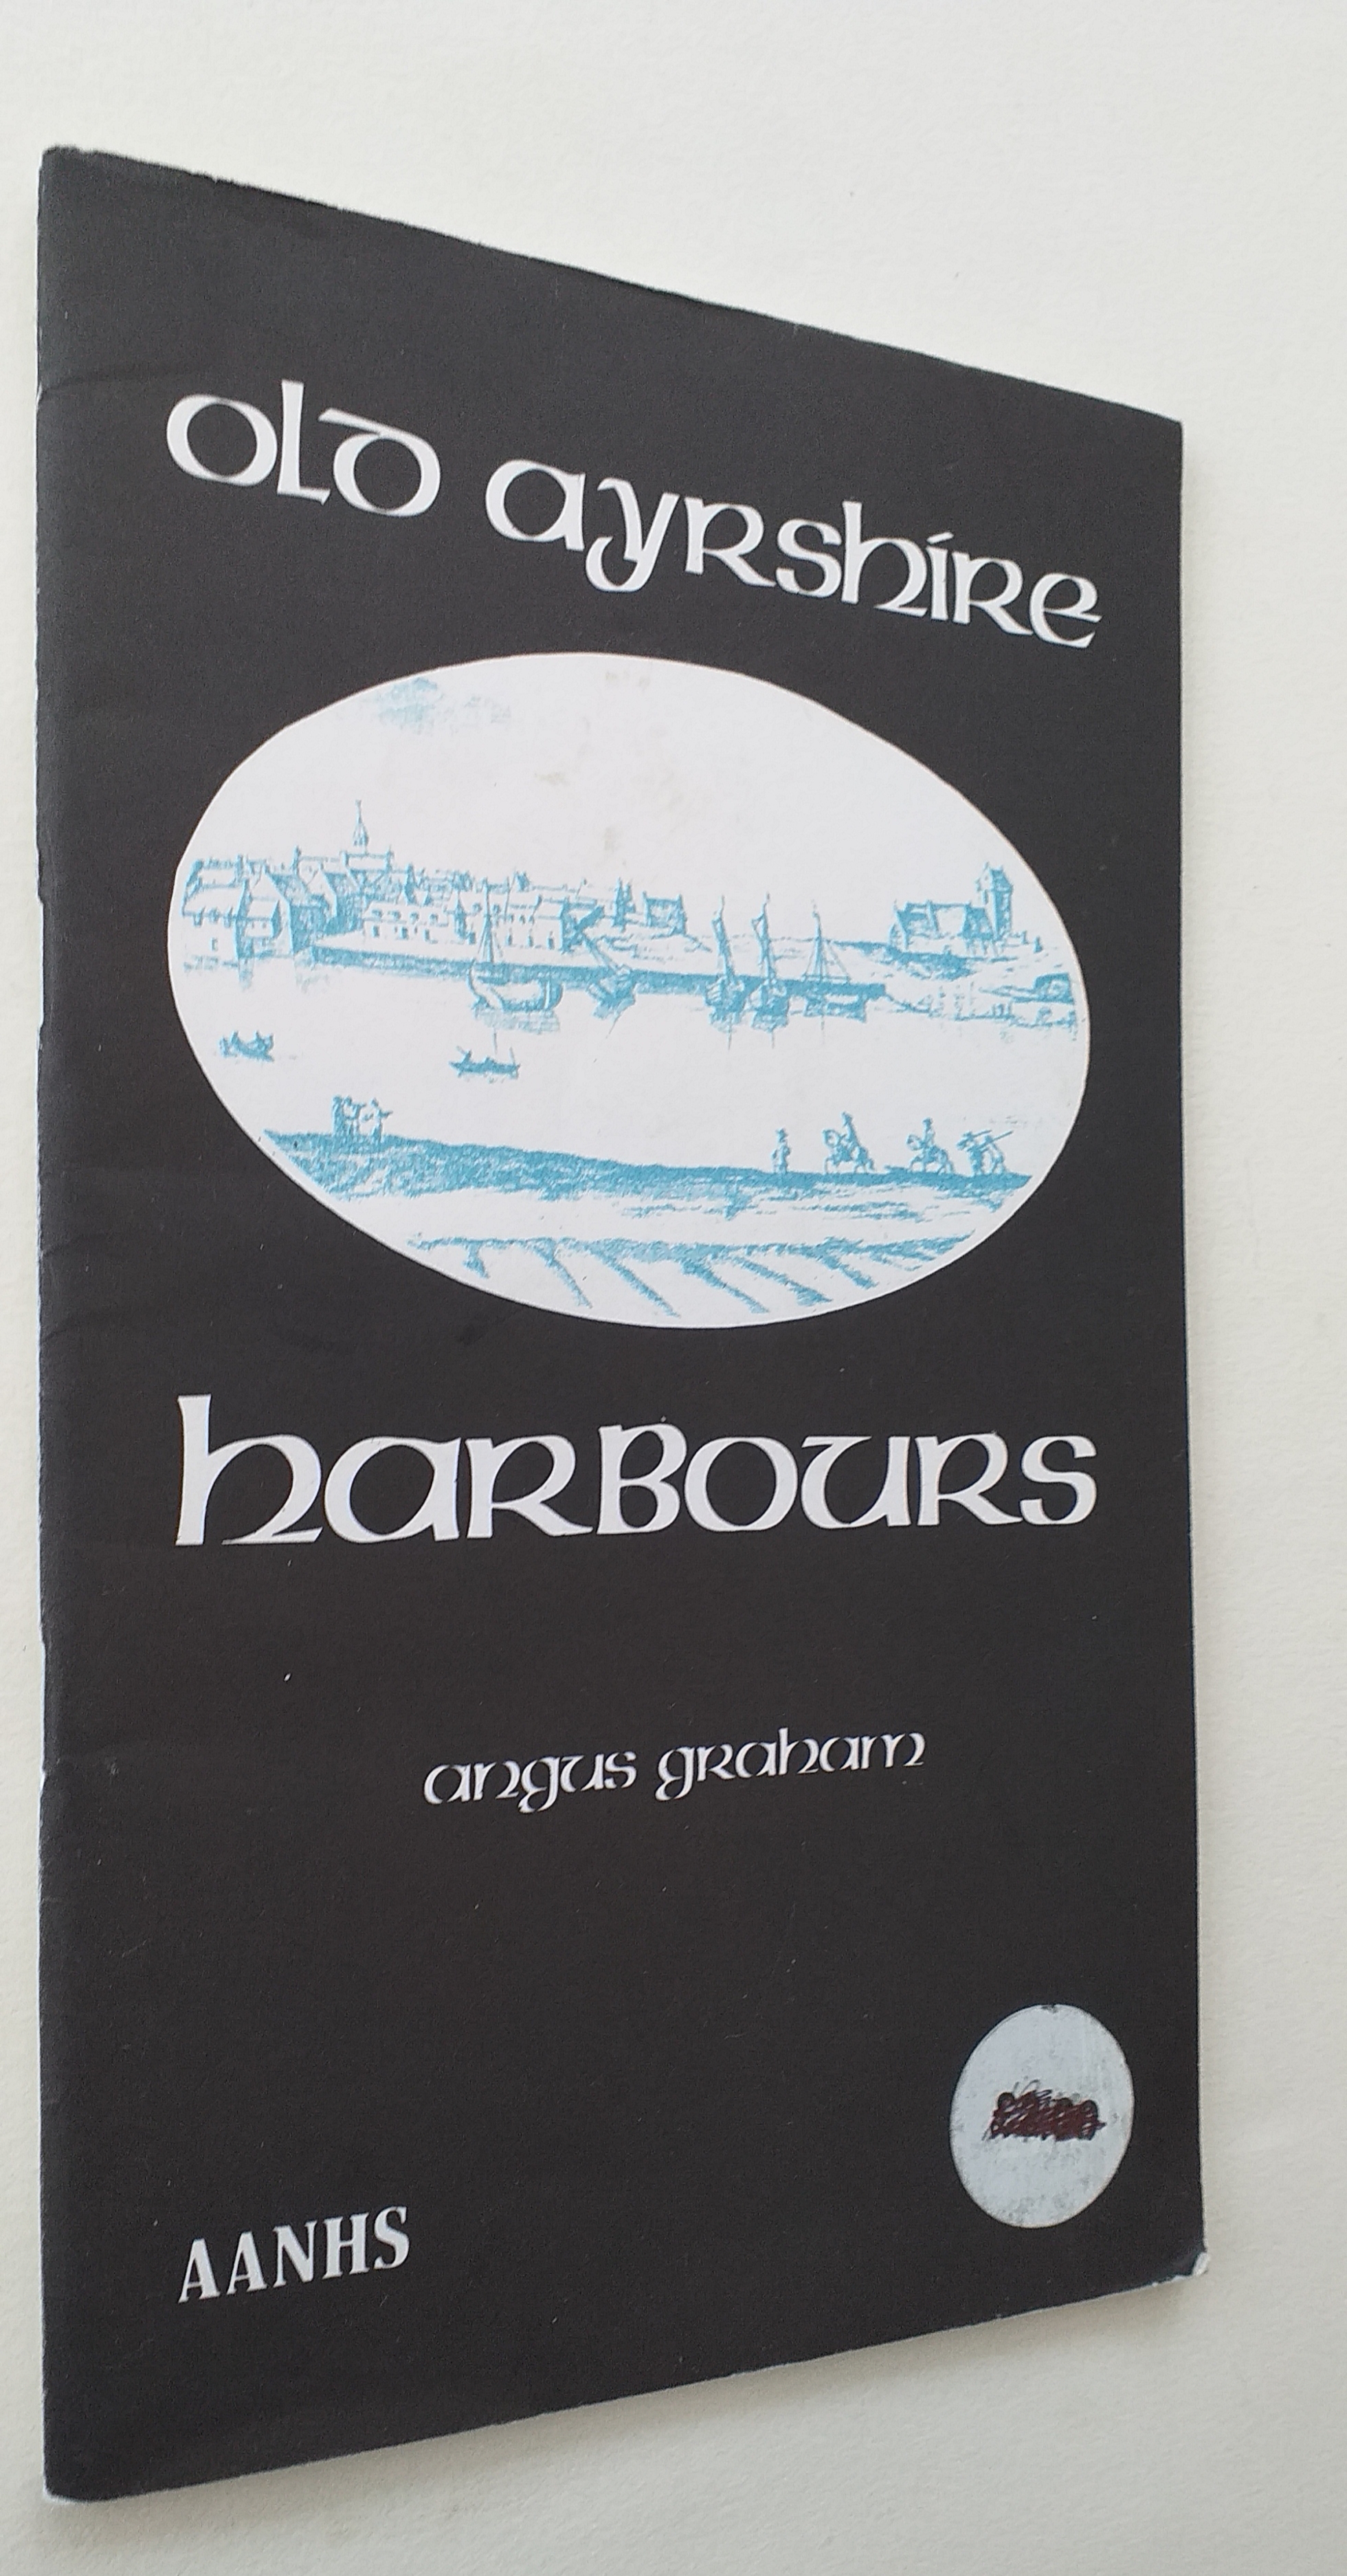 old ayrshire
harbours
angus graham
AANHS